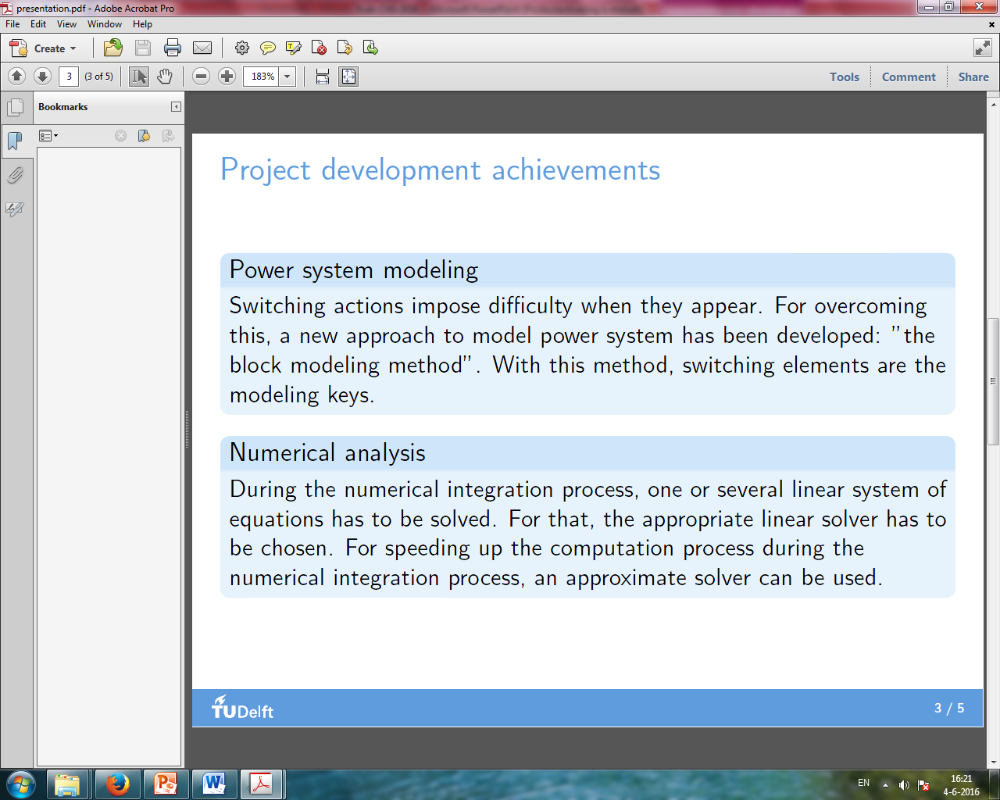 presentation.pdf - Adobe Acrobat Pro
File Edit View Window Help
Create
3 (3 of 5) 183% Tools Comment Share
Bookmarks
Project development achievements
Power system modeling
Switching actions impose difficulty when they appear. For overcoming
this, a new approach to model power system has been developed: ”the
block modeling method”. With this method, switching elements are the
modeling keys.
Numerical analysis
During the numerical integration process, one or several linear system of
equations has to be solved. For that, the appropriate linear solver has to
be chosen. For speeding up the computation process during the
numerical integration process, an approximate solver can be used.
TUDelft
3 / 5
EN
16:21
4-6-2016